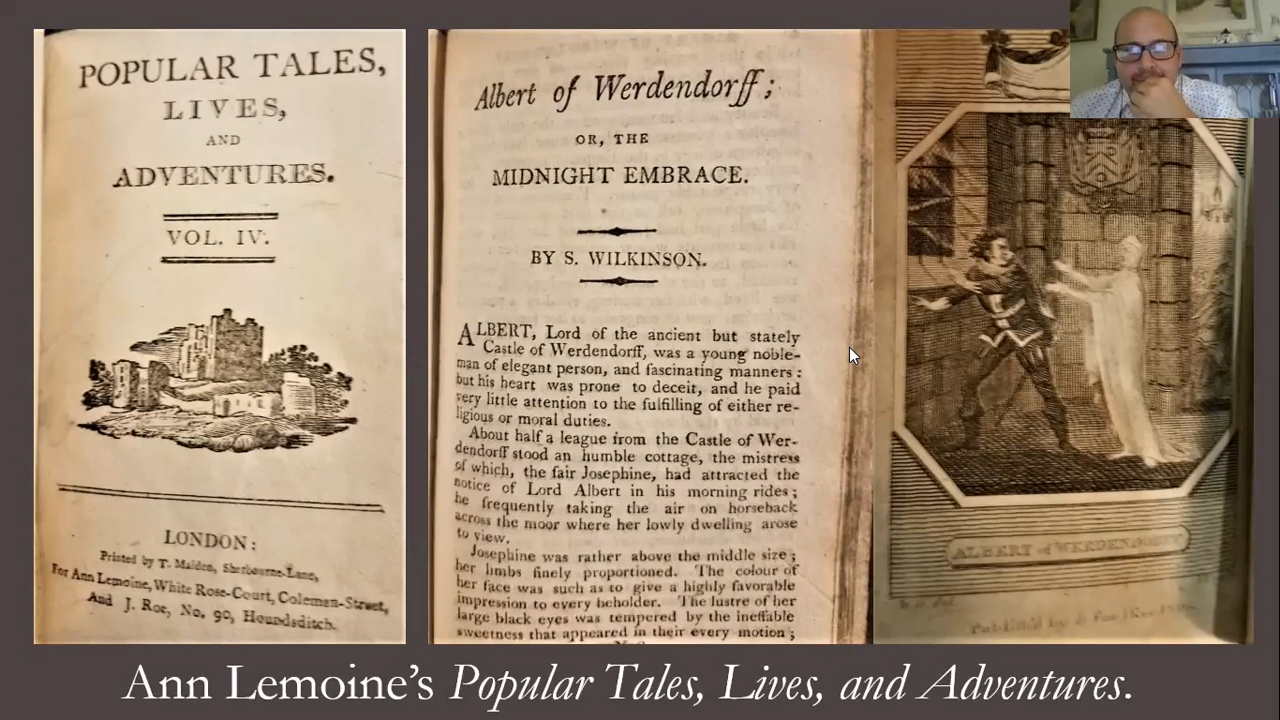 POPULAR TALES,
LIVES,
AND
ADVENTURES.
VOL. IV.
LONDON:
Printed by T. Maiden, Sherbourne-Lane,
For Ann Lemoine, White Rose-Court, Coleman-Street,
And J. Roe, No. 90, Houndsditch.
Albert of Werdendorff;
OR, THE
MIDNIGHT EMBRACE.
BY S. WILKINSON.
ALBERT, Lord of the ancient but stately
Castle of Werdendorff, was a young noble-
man of elegant person, and fascinating manners :
but his heart was prone to deceit, and he paid
very little attention to the fulfilling of either re-
ligious or moral duties.
About half a league from the Castle of Wer-
dendorff stood an humble cottage, the mistress
of which, the fair Josephine, had attracted the
notice of Lord Albert in his morning rides ;
he frequently taking the air on horseback
across the moor where her lowly dwelling arose
to view.
Josephine was rather above the middle size ;
her limbs finely proportioned. The colour of
her face was such as to give a highly favorable
impression to every beholder. The lustre of her
large black eyes was tempered by the ineffable
sweetness that appeared in their every motion ;
ALBERT of WERDENDORFF
Ann Lemoine's Popular Tales, Lives, and Adventures.